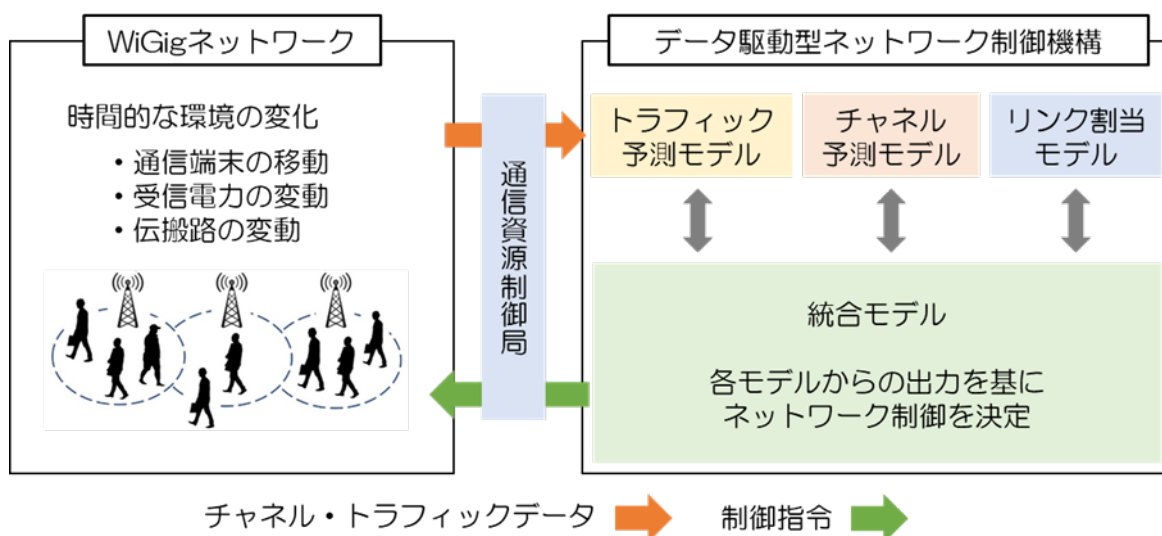 WiGigネットワーク
時間的な環境の変化
・通信端末の移動
・受信電力の変動
・伝搬路の変動
通信資源制御局
データ駆動型ネットワーク制御機構
トラフィック
予測モデル
チャネル
予測モデル
リンク割当
モデル
統合モデル
各モデルからの出力を基に
ネットワーク制御を決定
チャネル・トラフィックデータ
制御指令